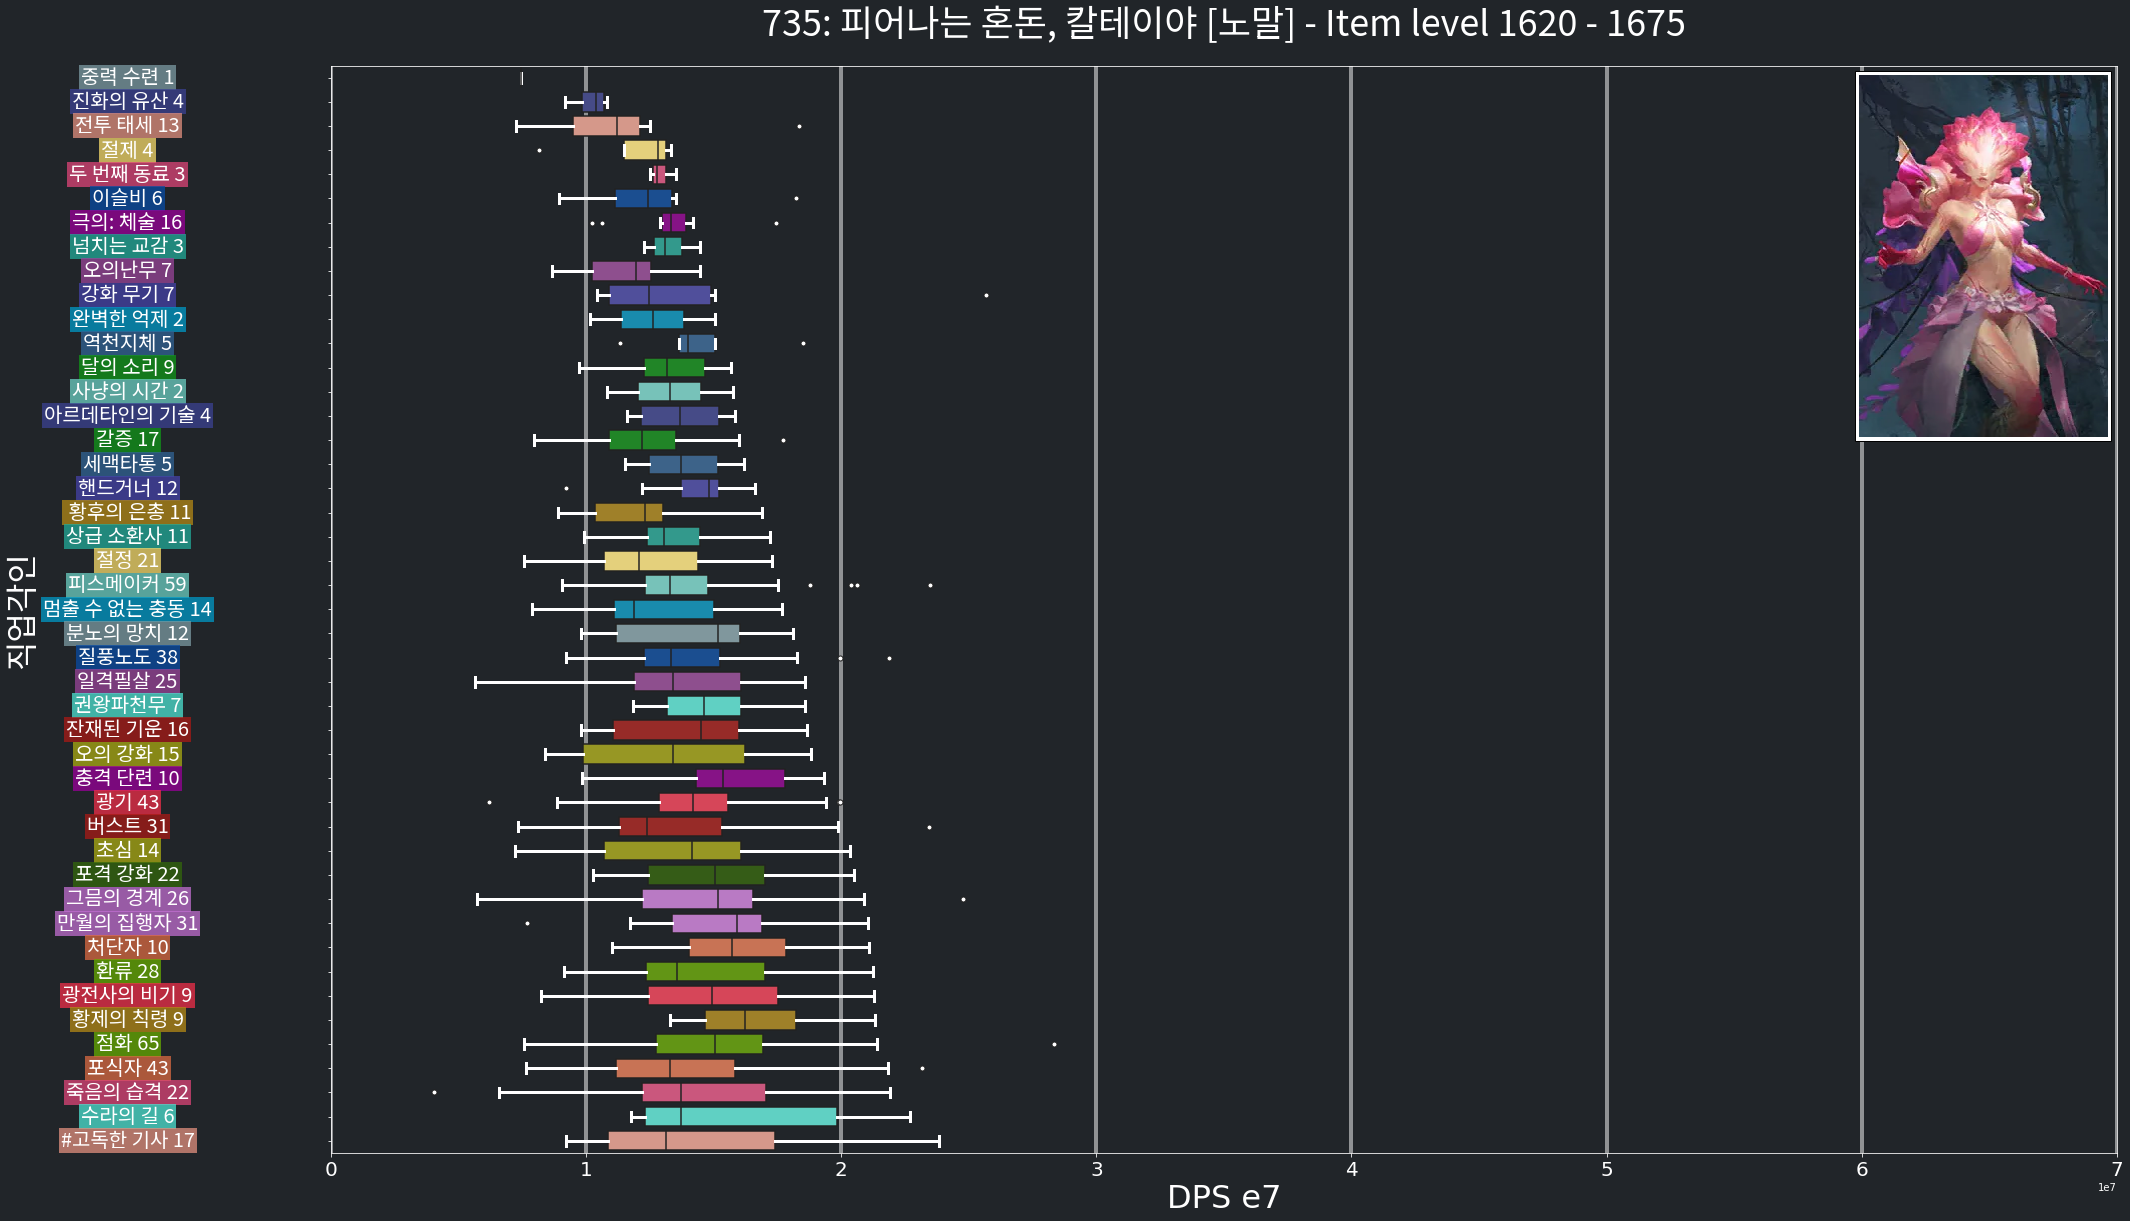 735: 피어나는 혼돈, 칼테이야 [노말] - Item level 1620 - 1675
직업각인
중력 수련 1
진화의 유산 4
전투 태세 13
절제 4
두 번째 동료 3
이슬비 6
극의: 체술 16
넘치는 교감 3
오의난무 7
강화 무기 7
완벽한 억제 2
역천지체 5
달의 소리 9
사냥의 시간 2
아르데타인의 기술 4
갈증 17
세맥타통 5
핸드거너 12
황후의 은총 11
상급 소환사 11
절정 21
피스메이커 59
멈출 수 없는 충동 14
분노의 망치 12
질풍노도 38
일격필살 25
권왕파천무 7
잔재된 기운 16
오의 강화 15
충격 단련 10
광기 43
버스트 31
초심 14
포격 강화 22
그믐의 경계 26
만월의 집행자 31
처단자 10
환류 28
광전사의 비기 9
황제의 칙령 9
점화 65
포식자 43
죽음의 습격 22
수라의 길 6
#고독한 기사 17
0 1 2 3 4 5 6 7
1e7
DPS e7